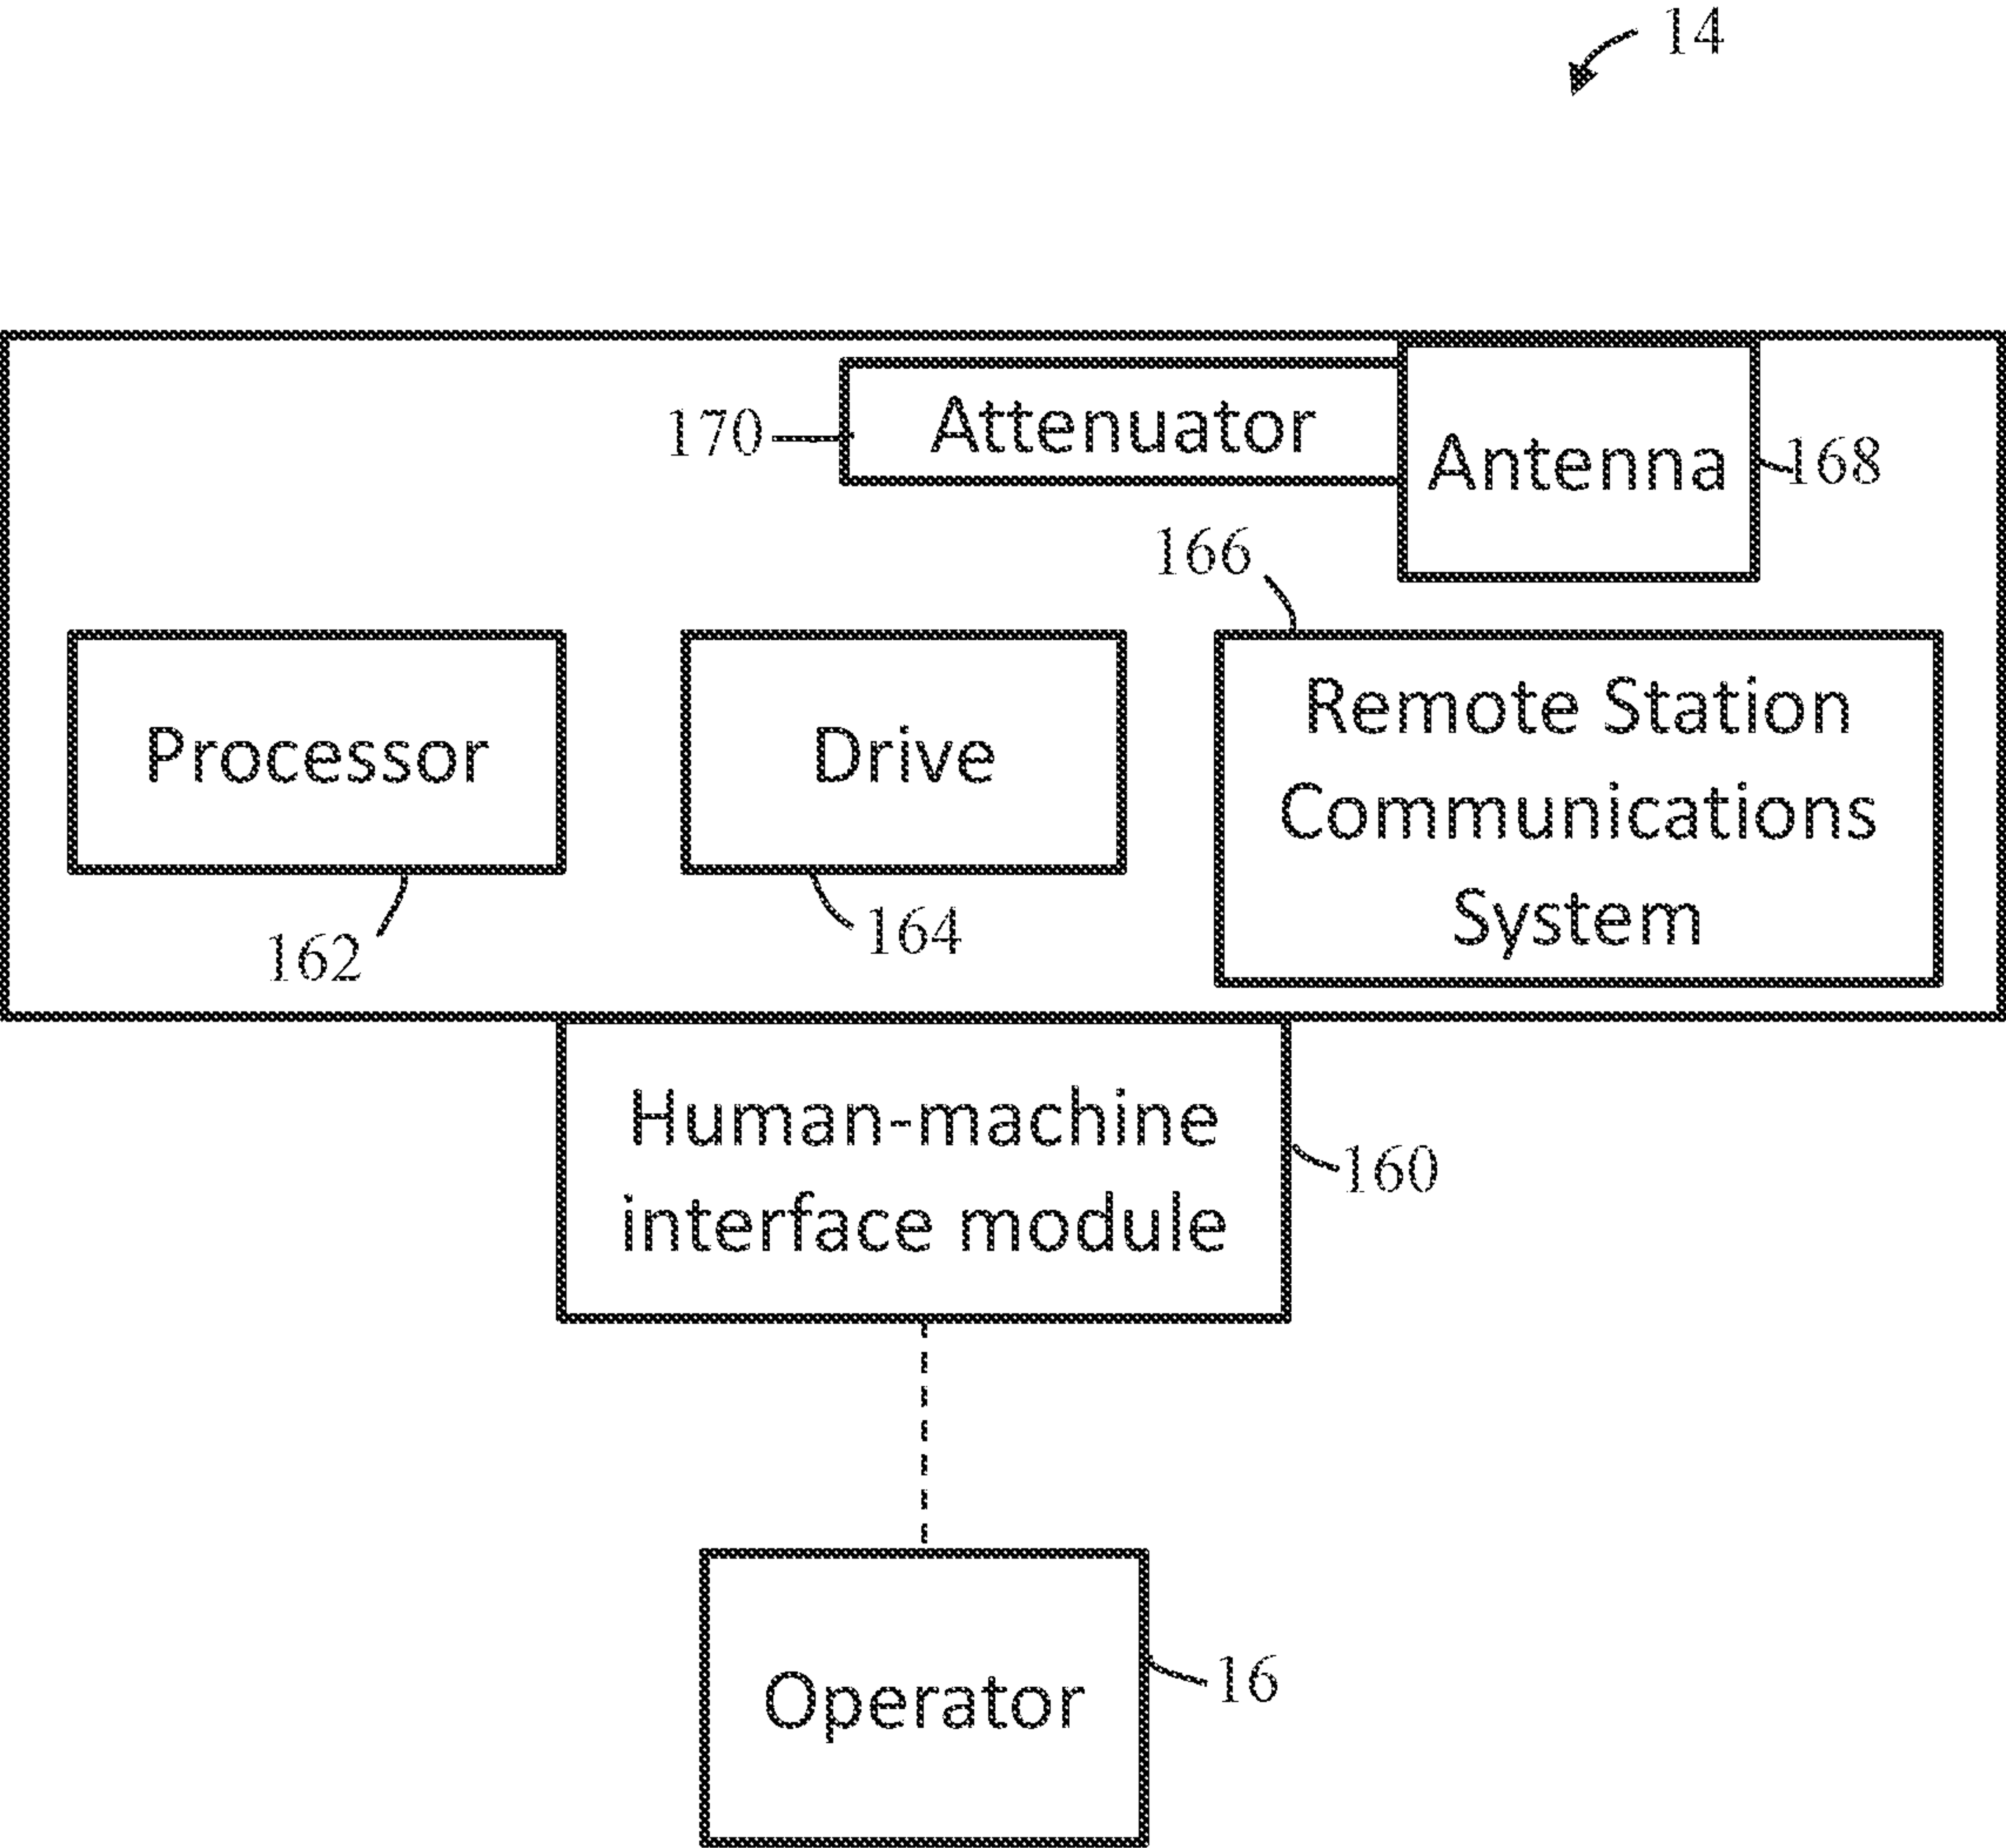 14
170
Attenuator
Antenna
168
166
Processor
Drive
Remote Station
Communications
System
162
164
Human-machine
interface module
160
Operator
16